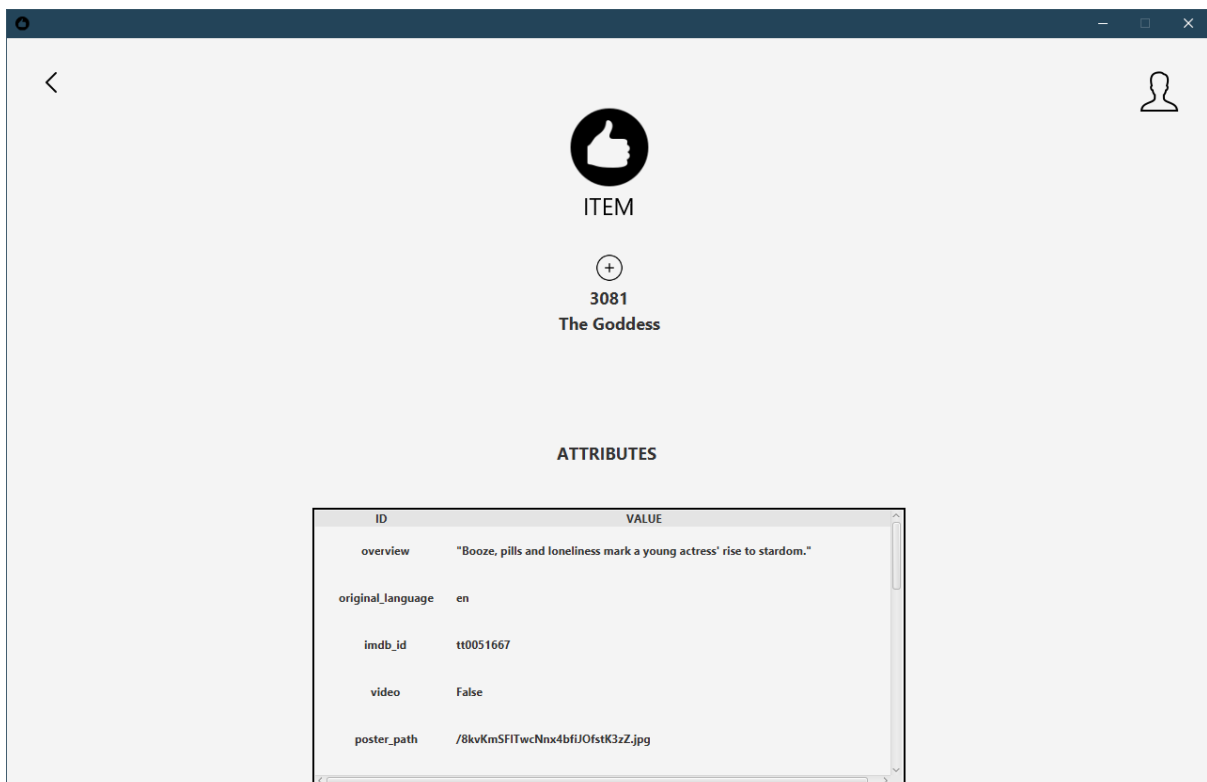 ITEM
3081
The Goddess
ATTRIBUTES
ID VALUE
overview "Booze, pills and loneliness mark a young actress' rise to stardom."
original_language en
imdb_id tt0051667
video False
poster_path /8kvKmSFlTwcNnx4bfiJOfstK3zZ.jpg